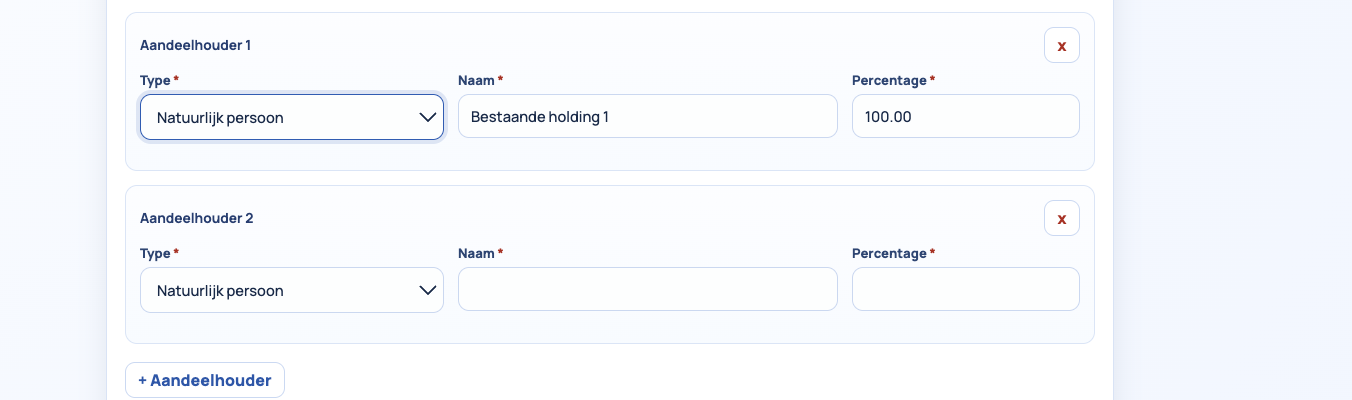 Aandeelhouder 1
x
Type * Naam * Percentage *
Natuurlijk persoon Bestaande holding 1 100.00
Aandeelhouder 2
x
Type * Naam * Percentage *
Natuurlijk persoon
+ Aandeelhouder